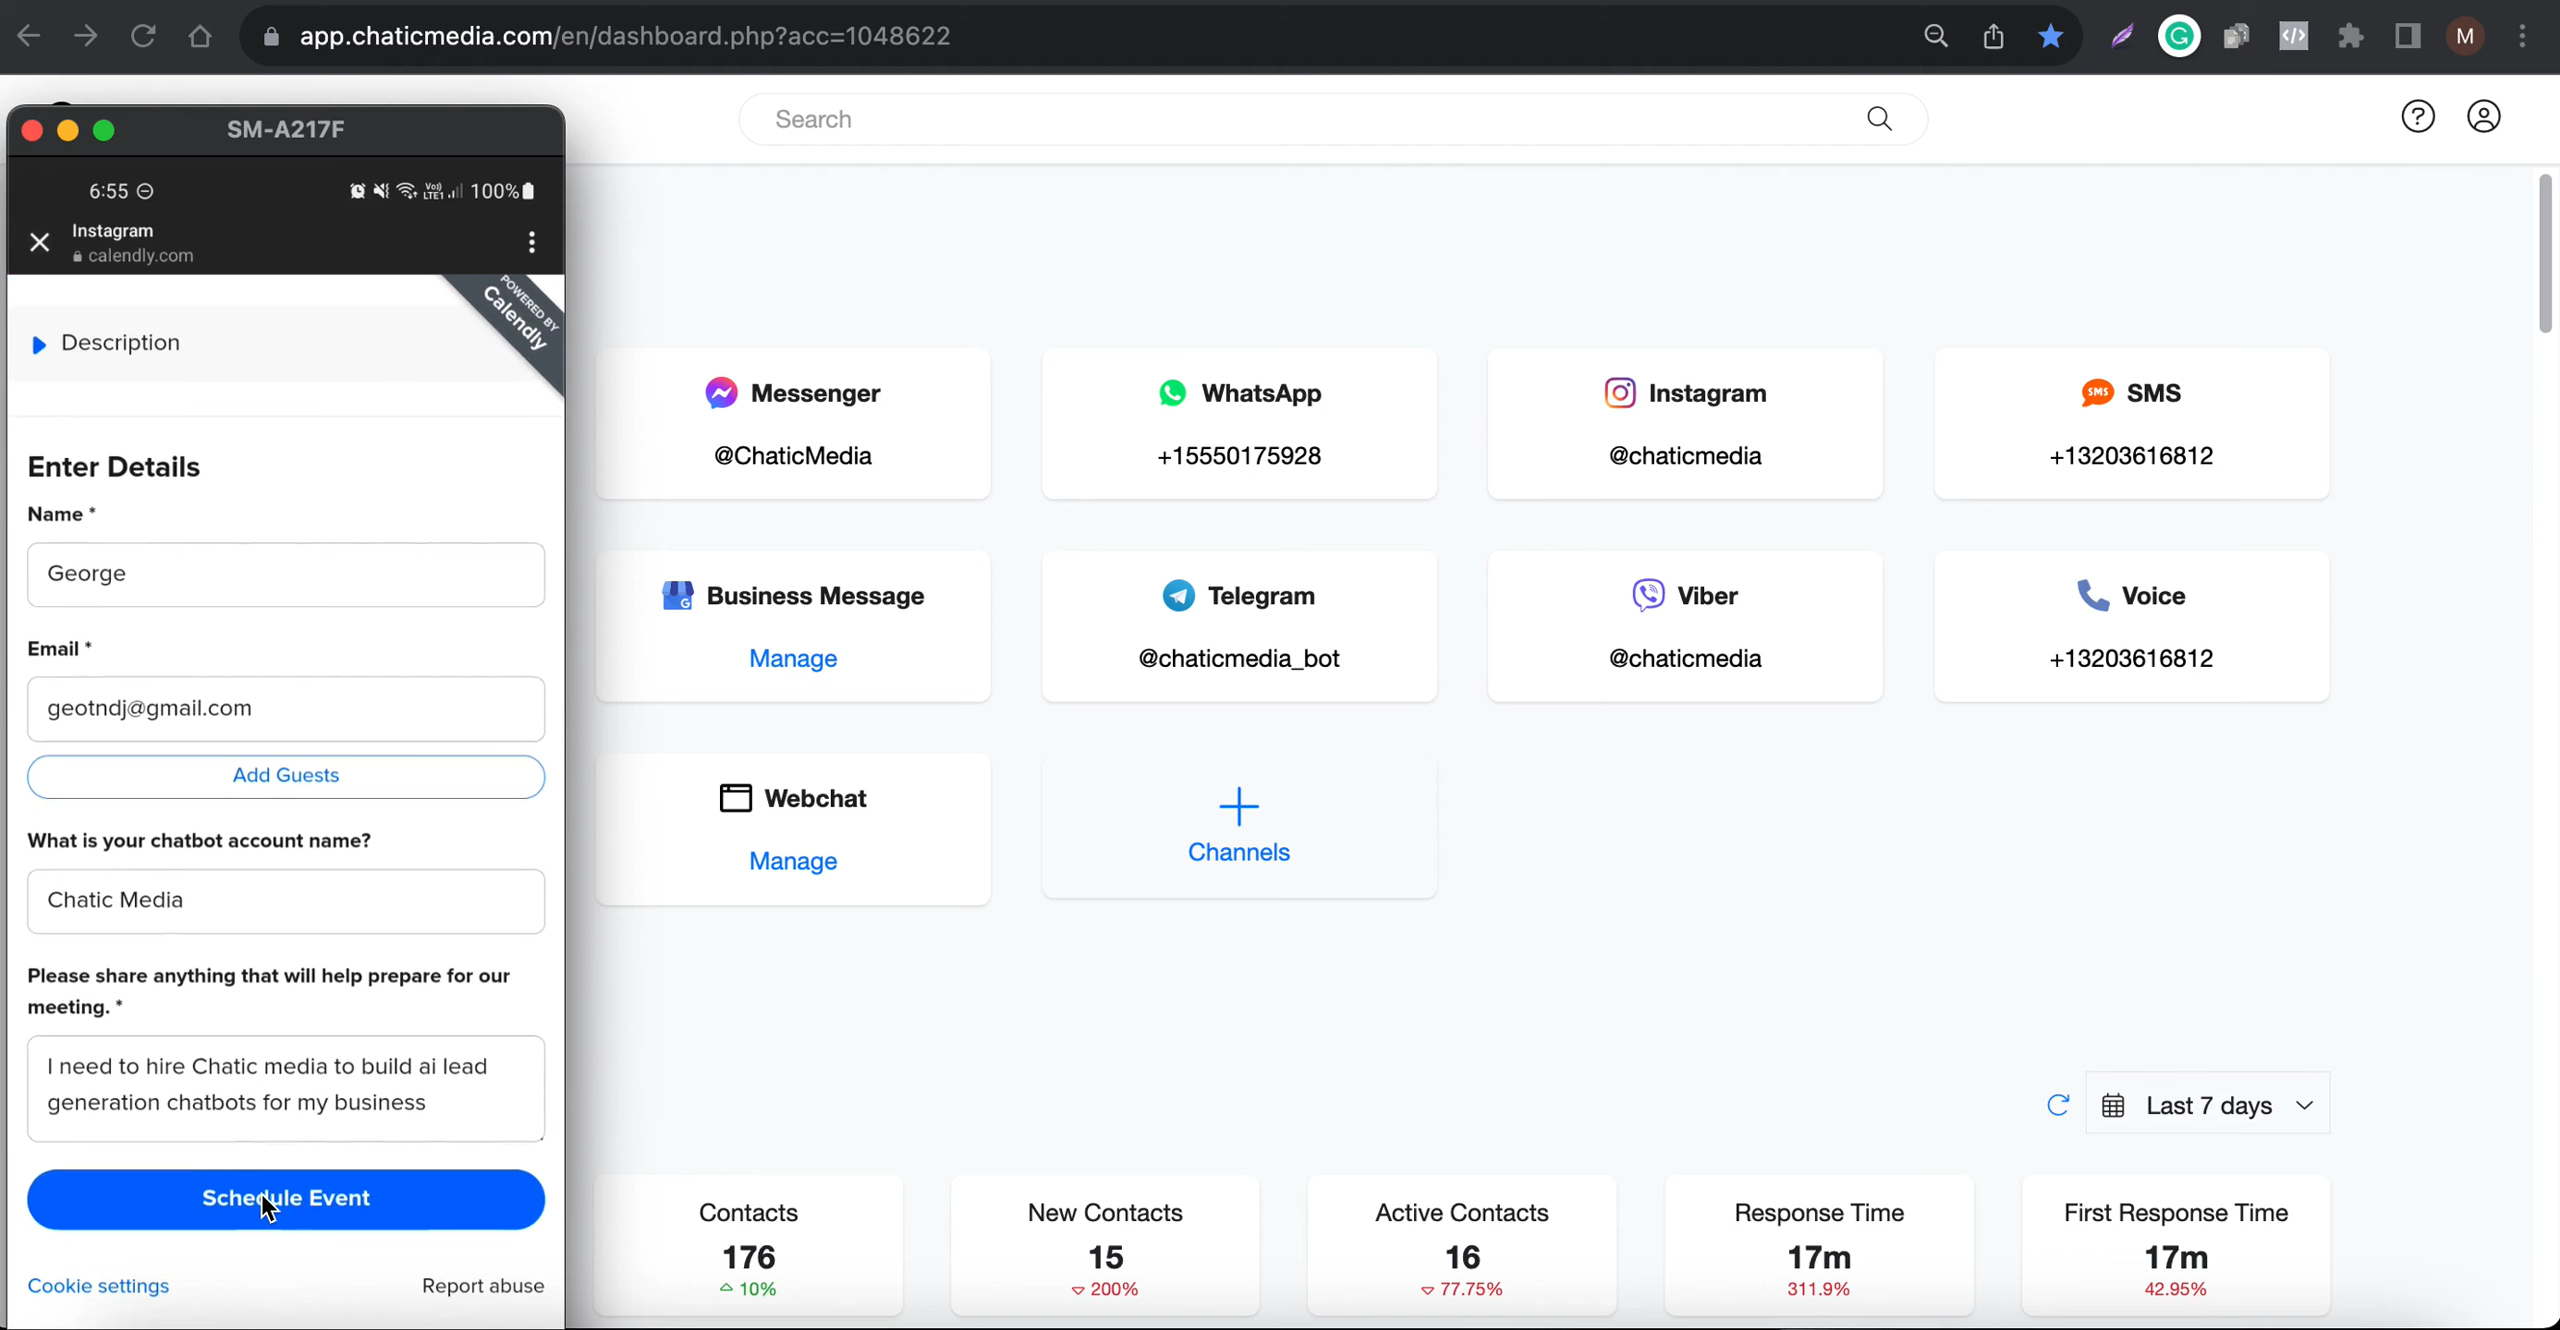 app.chaticmedia.com/en/dashboard.php?acc=1048622
M
Search
SM-A217F
6:55
100%
Instagram
calendly.com
POWERED BY
Calendly
Description
Enter Details
Name *
George
Email *
geotndj@gmail.com
Add Guests
What is your chatbot account name?
Chatic Media
Please share anything that will help prepare for our
meeting. *
I need to hire Chatic media to build ai lead
generation chatbots for my business
Schedule Event
Cookie settings
Report abuse
Messenger
@ChaticMedia
WhatsApp
+15550175928
Instagram
@chaticmedia
SMS
SMS
+13203616812
Business Message
Manage
Telegram
@chaticmedia_bot
Viber
@chaticmedia
Voice
+13203616812
Webchat
Manage
Channels
Last 7 days
Contacts
176
10%
New Contacts
15
200%
Active Contacts
16
77.75%
Response Time
17m
311.9%
First Response Time
17m
42.95%